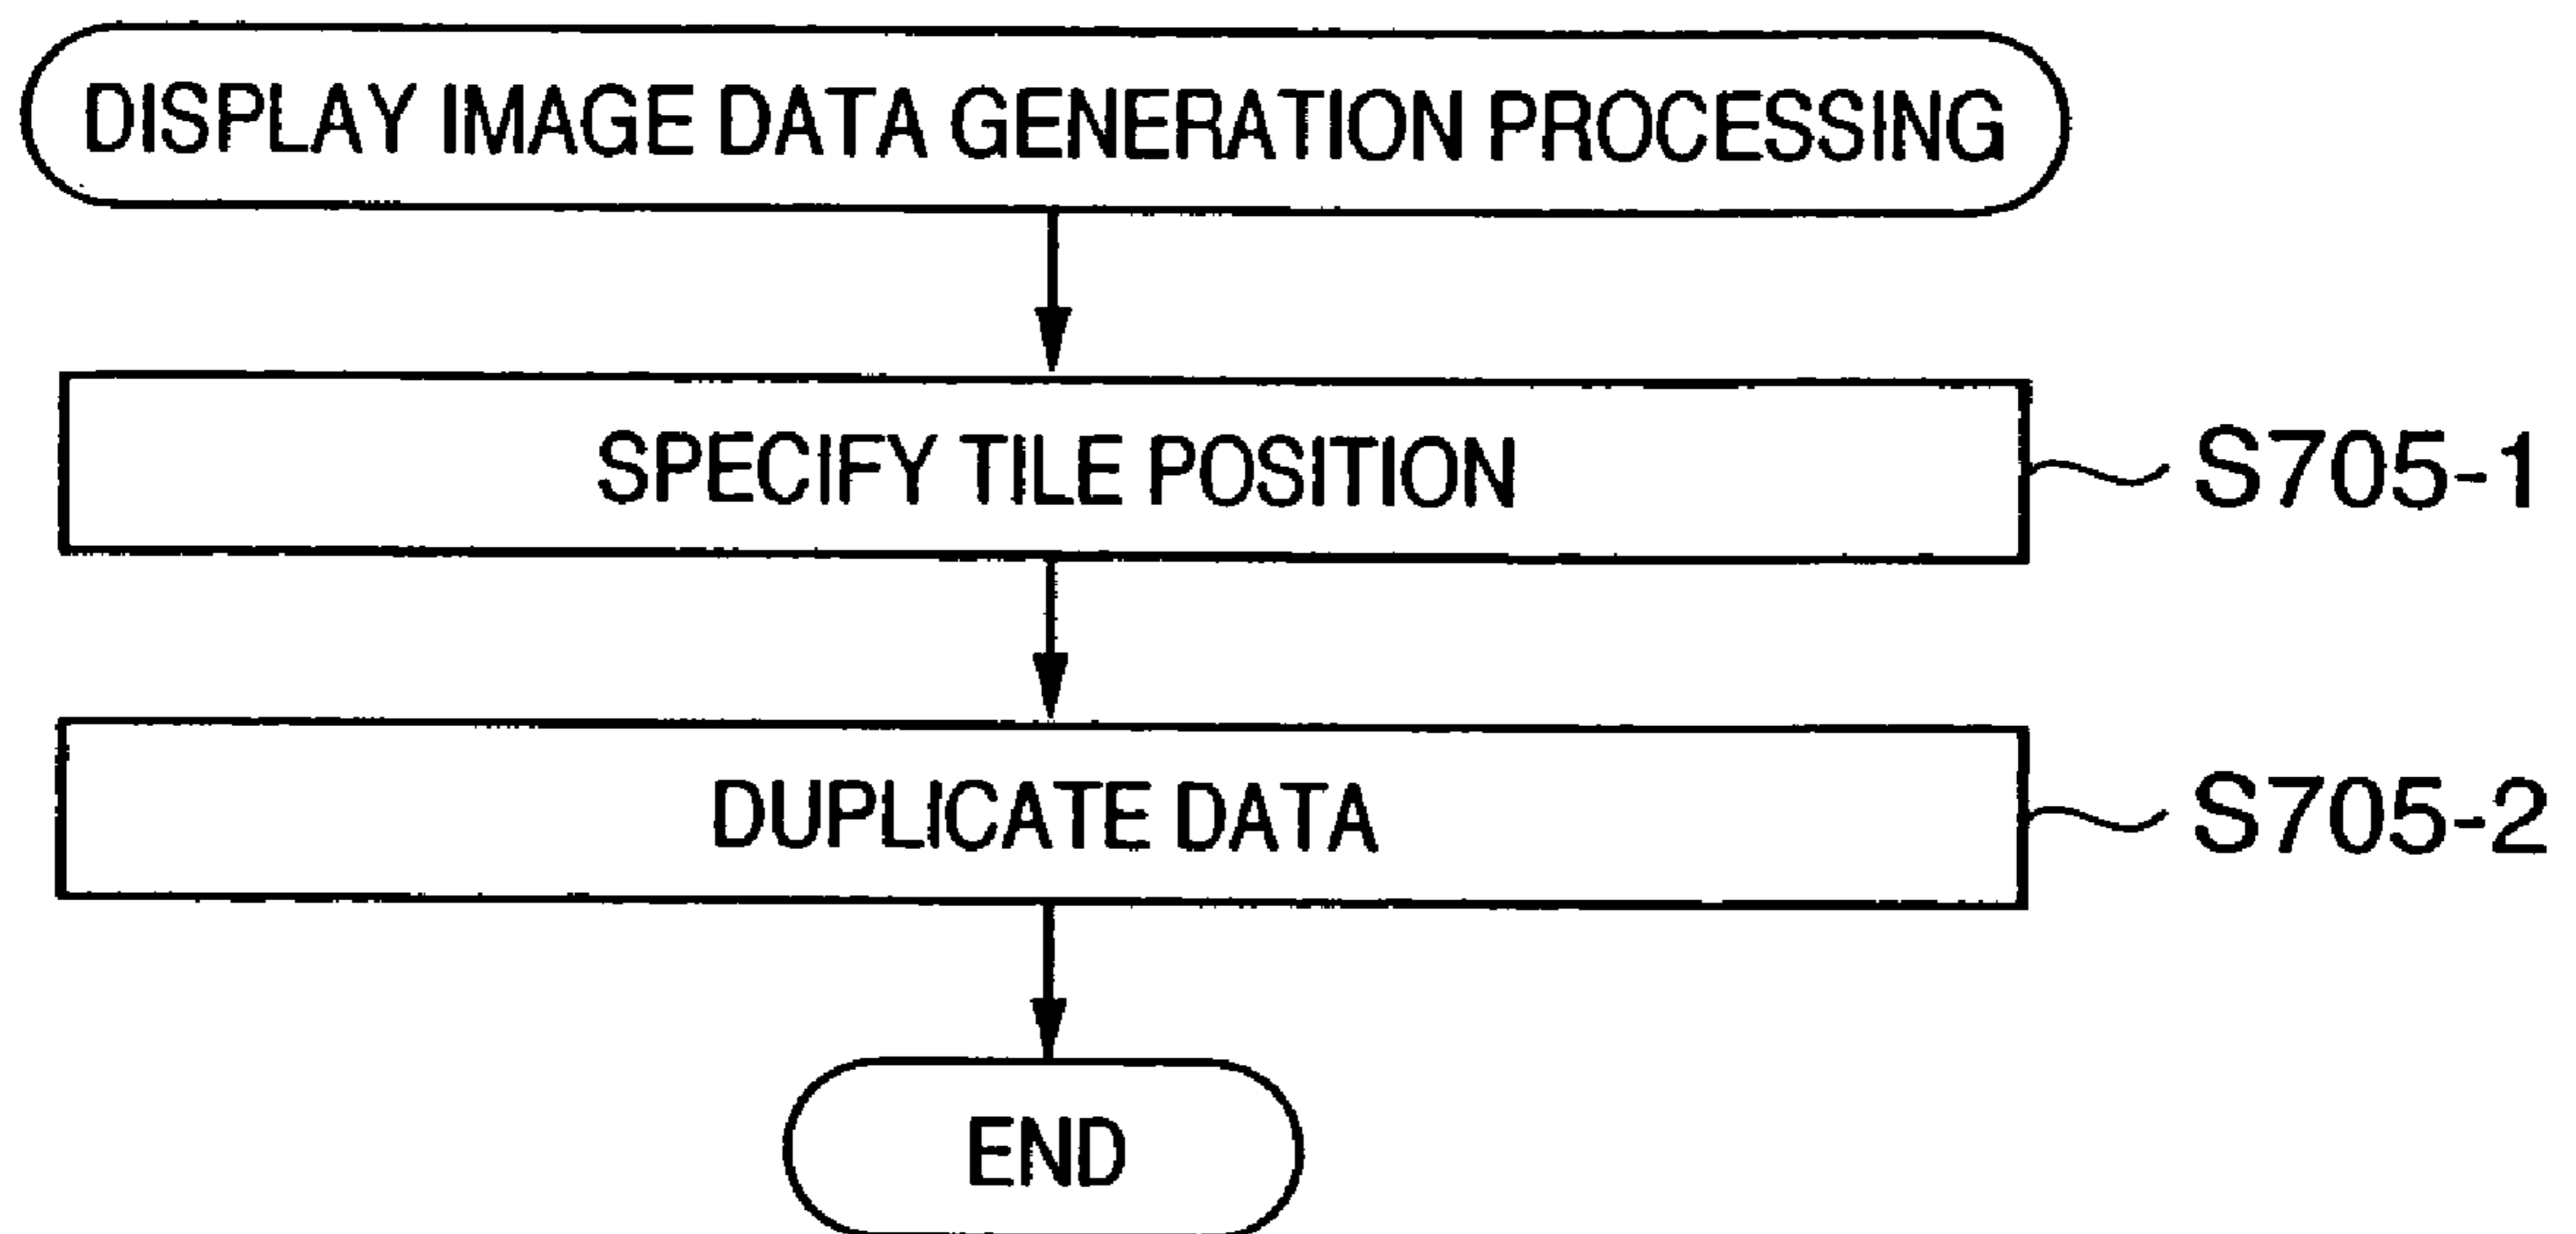 DISPLAY IMAGE DATA GENERATION PROCESSING
SPECIFY TILE POSITION
S705-1
DUPLICATE DATA
S705-2
END